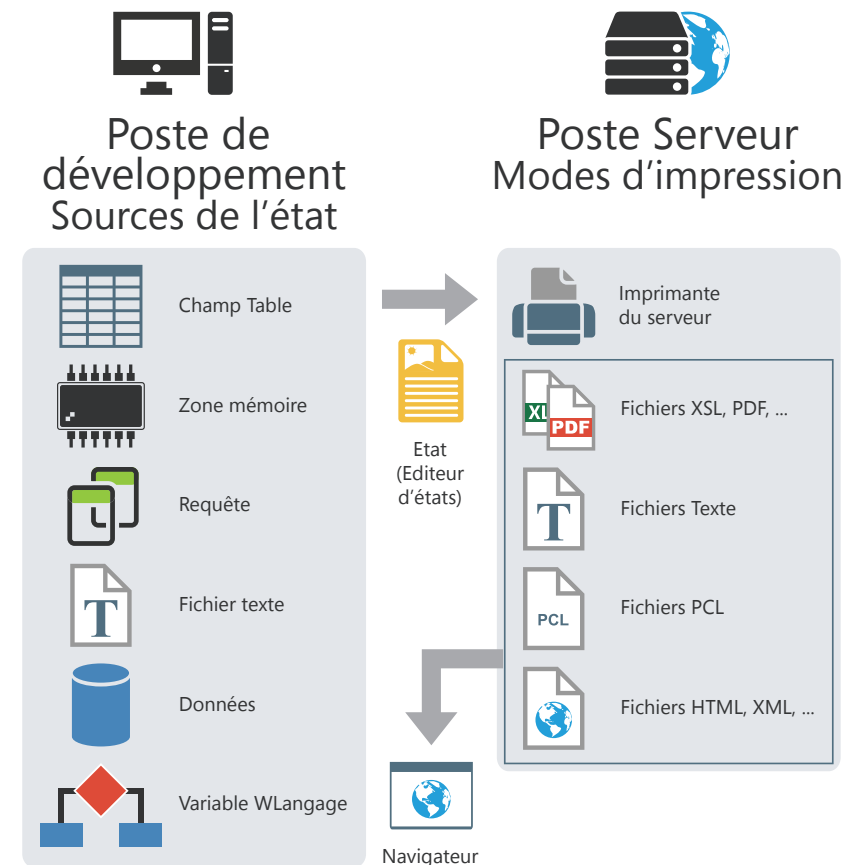 Poste de
développement
Sources de l'état
Champ Table
Zone mémoire
Requête
T
Fichier texte
Données
Variable WLangage
Etat
(Editeur
d'états)
Navigateur
Poste Serveur
Modes d'impression
Imprimante
du serveur
XL
PDF
Fichiers XSL, PDF, ...
T
Fichiers Texte
PCL
Fichiers PCL
Fichiers HTML, XML, ...